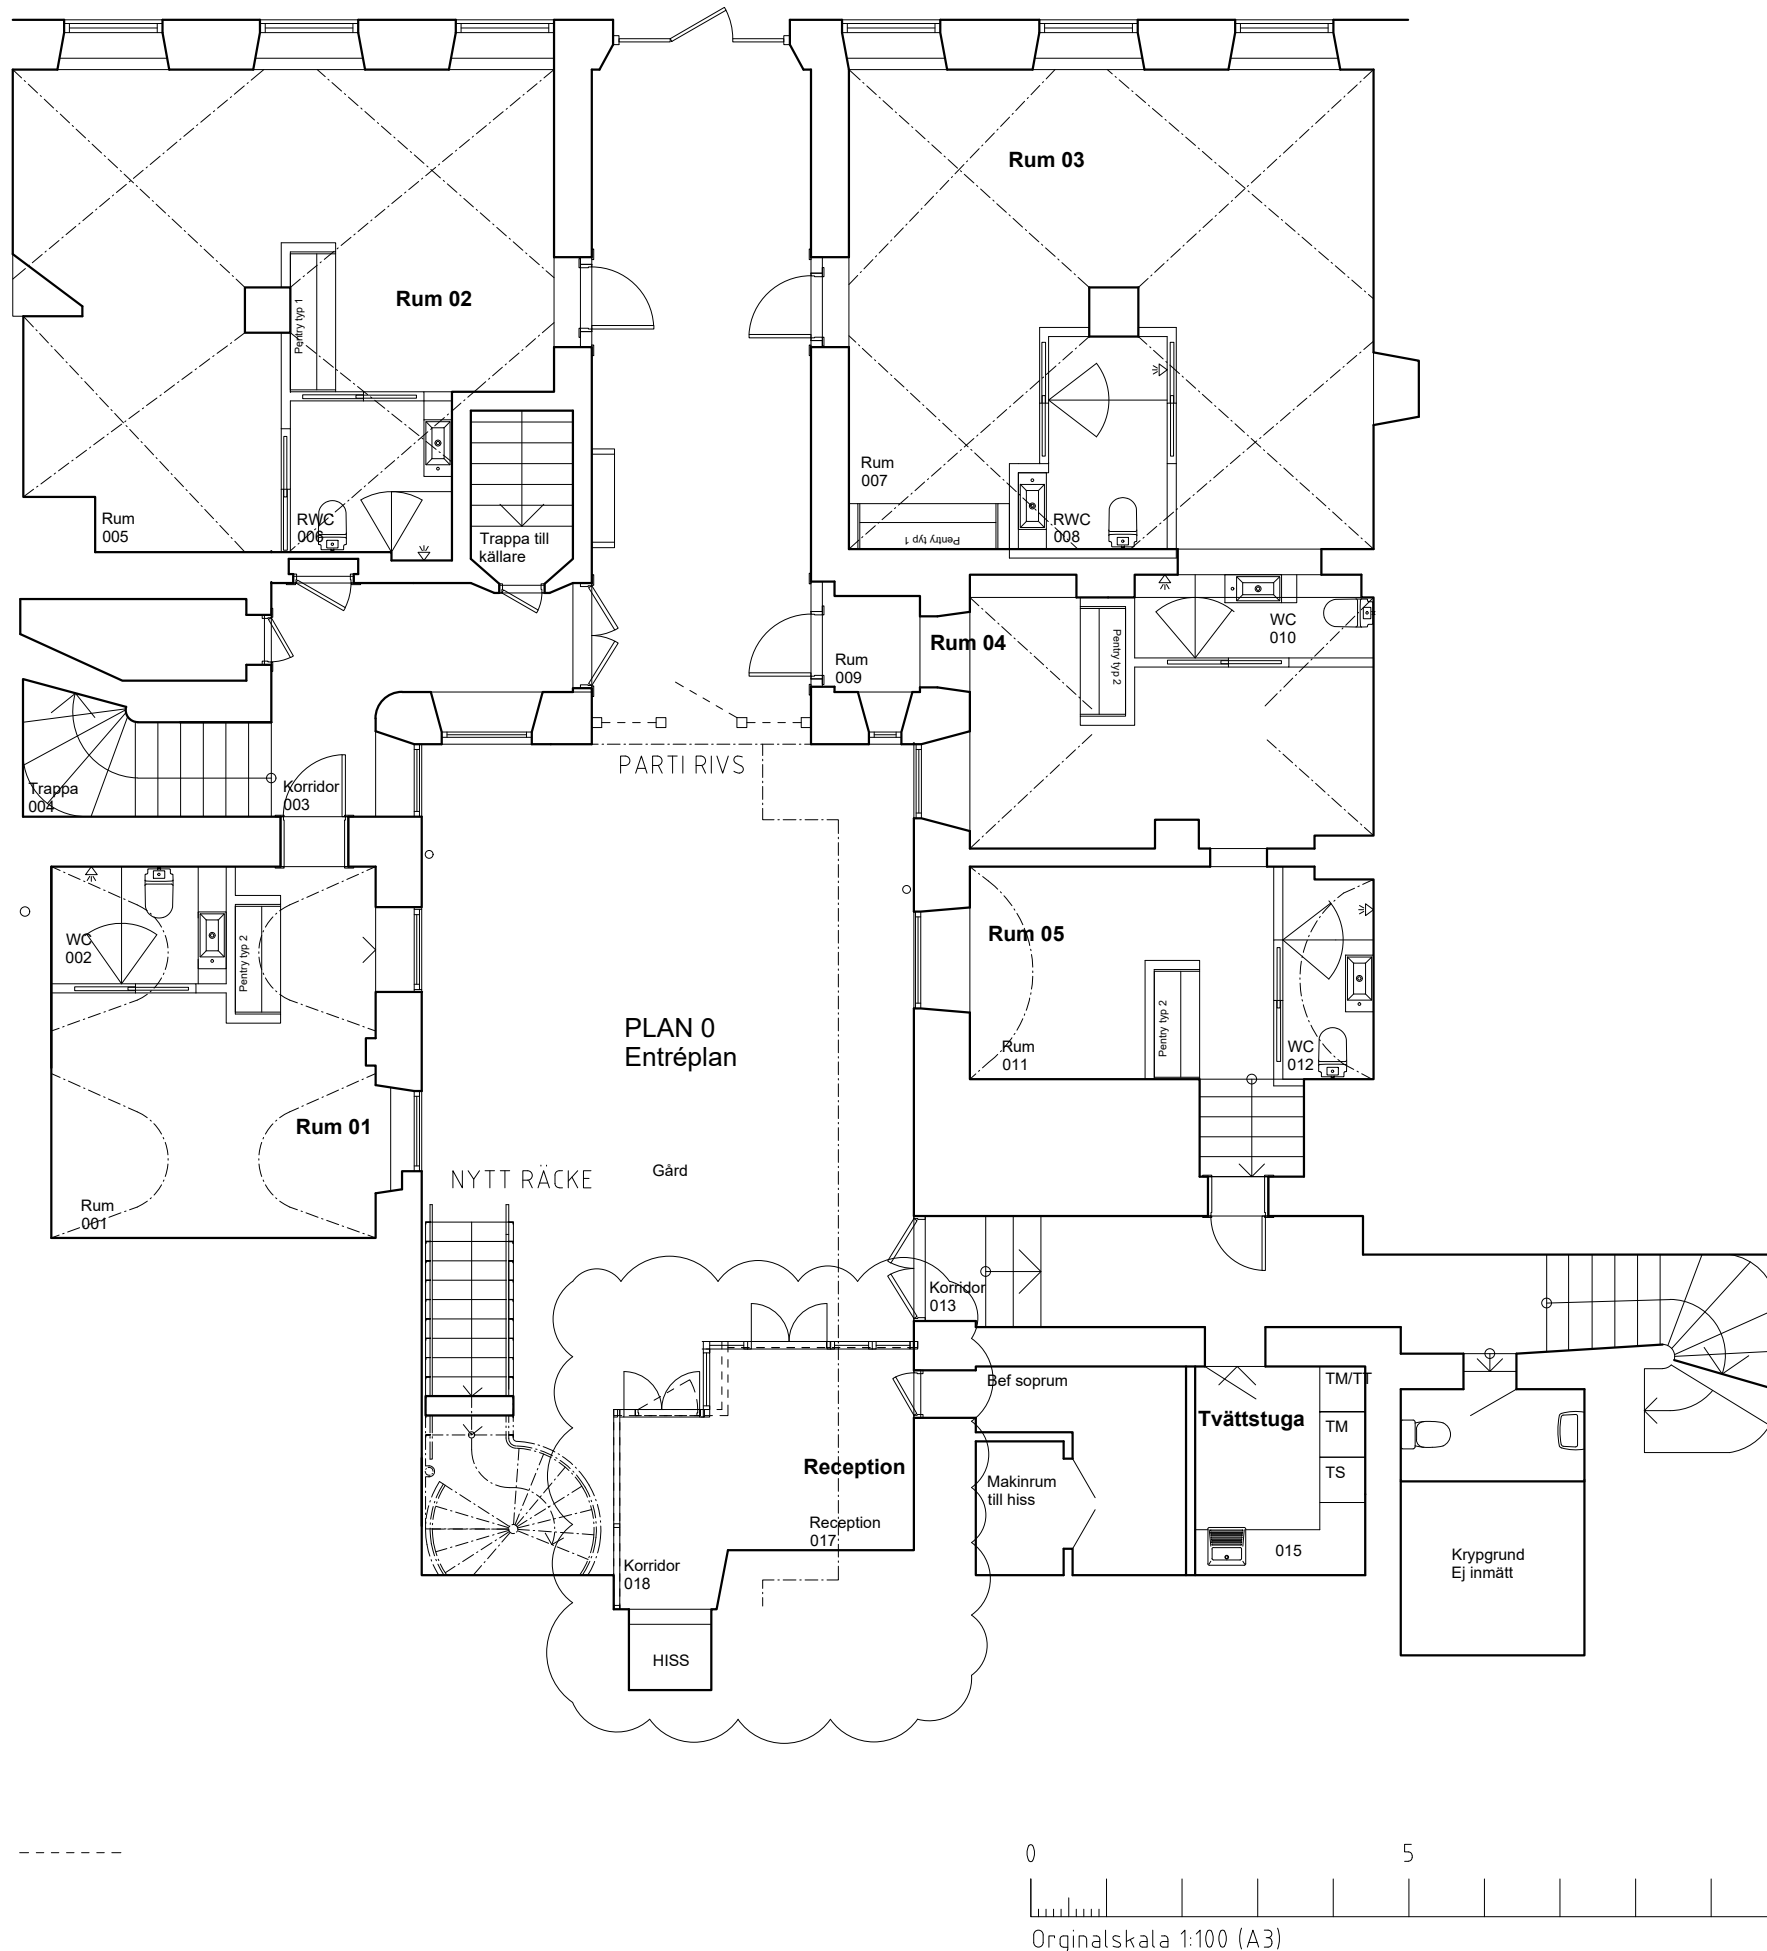 Rum 03
Rum 02
Pentry typ 1
Rum
007
Rum
005
RWC
006
RWC
008
Pentry typ 1
Trappa till
källare
WC
010
Rum 04
Rum
009
Pentry typ 2
PARTI RIVS
Trappa
004
Korridor
003
WC
002
Pentry typ 2
Rum 05
PLAN 0
Entréplan
Pentry typ 2
Rum
011
WC
012
Rum 01
Gård
NYTT RÄCKE
Rum
001
Korridor
013
Bef soprum
TM/TT
Tvättstuga
TM
Reception
TS
Makinrum
till hiss
Reception
017
Korridor
018
015
Krypgrund
Ej inmätt
HISS
0
5
Orginalskala 1:100 (A3)